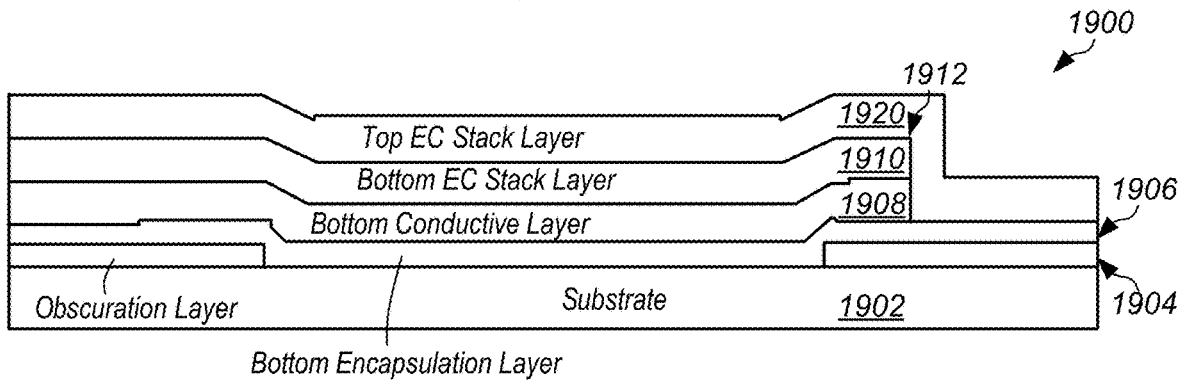 1900
1912
1920
Top EC Stack Layer
1910
Bottom EC Stack Layer
1908
Bottom Conductive Layer
1906
Obscuration Layer
Substrate
1902
1904
Bottom Encapsulation Layer